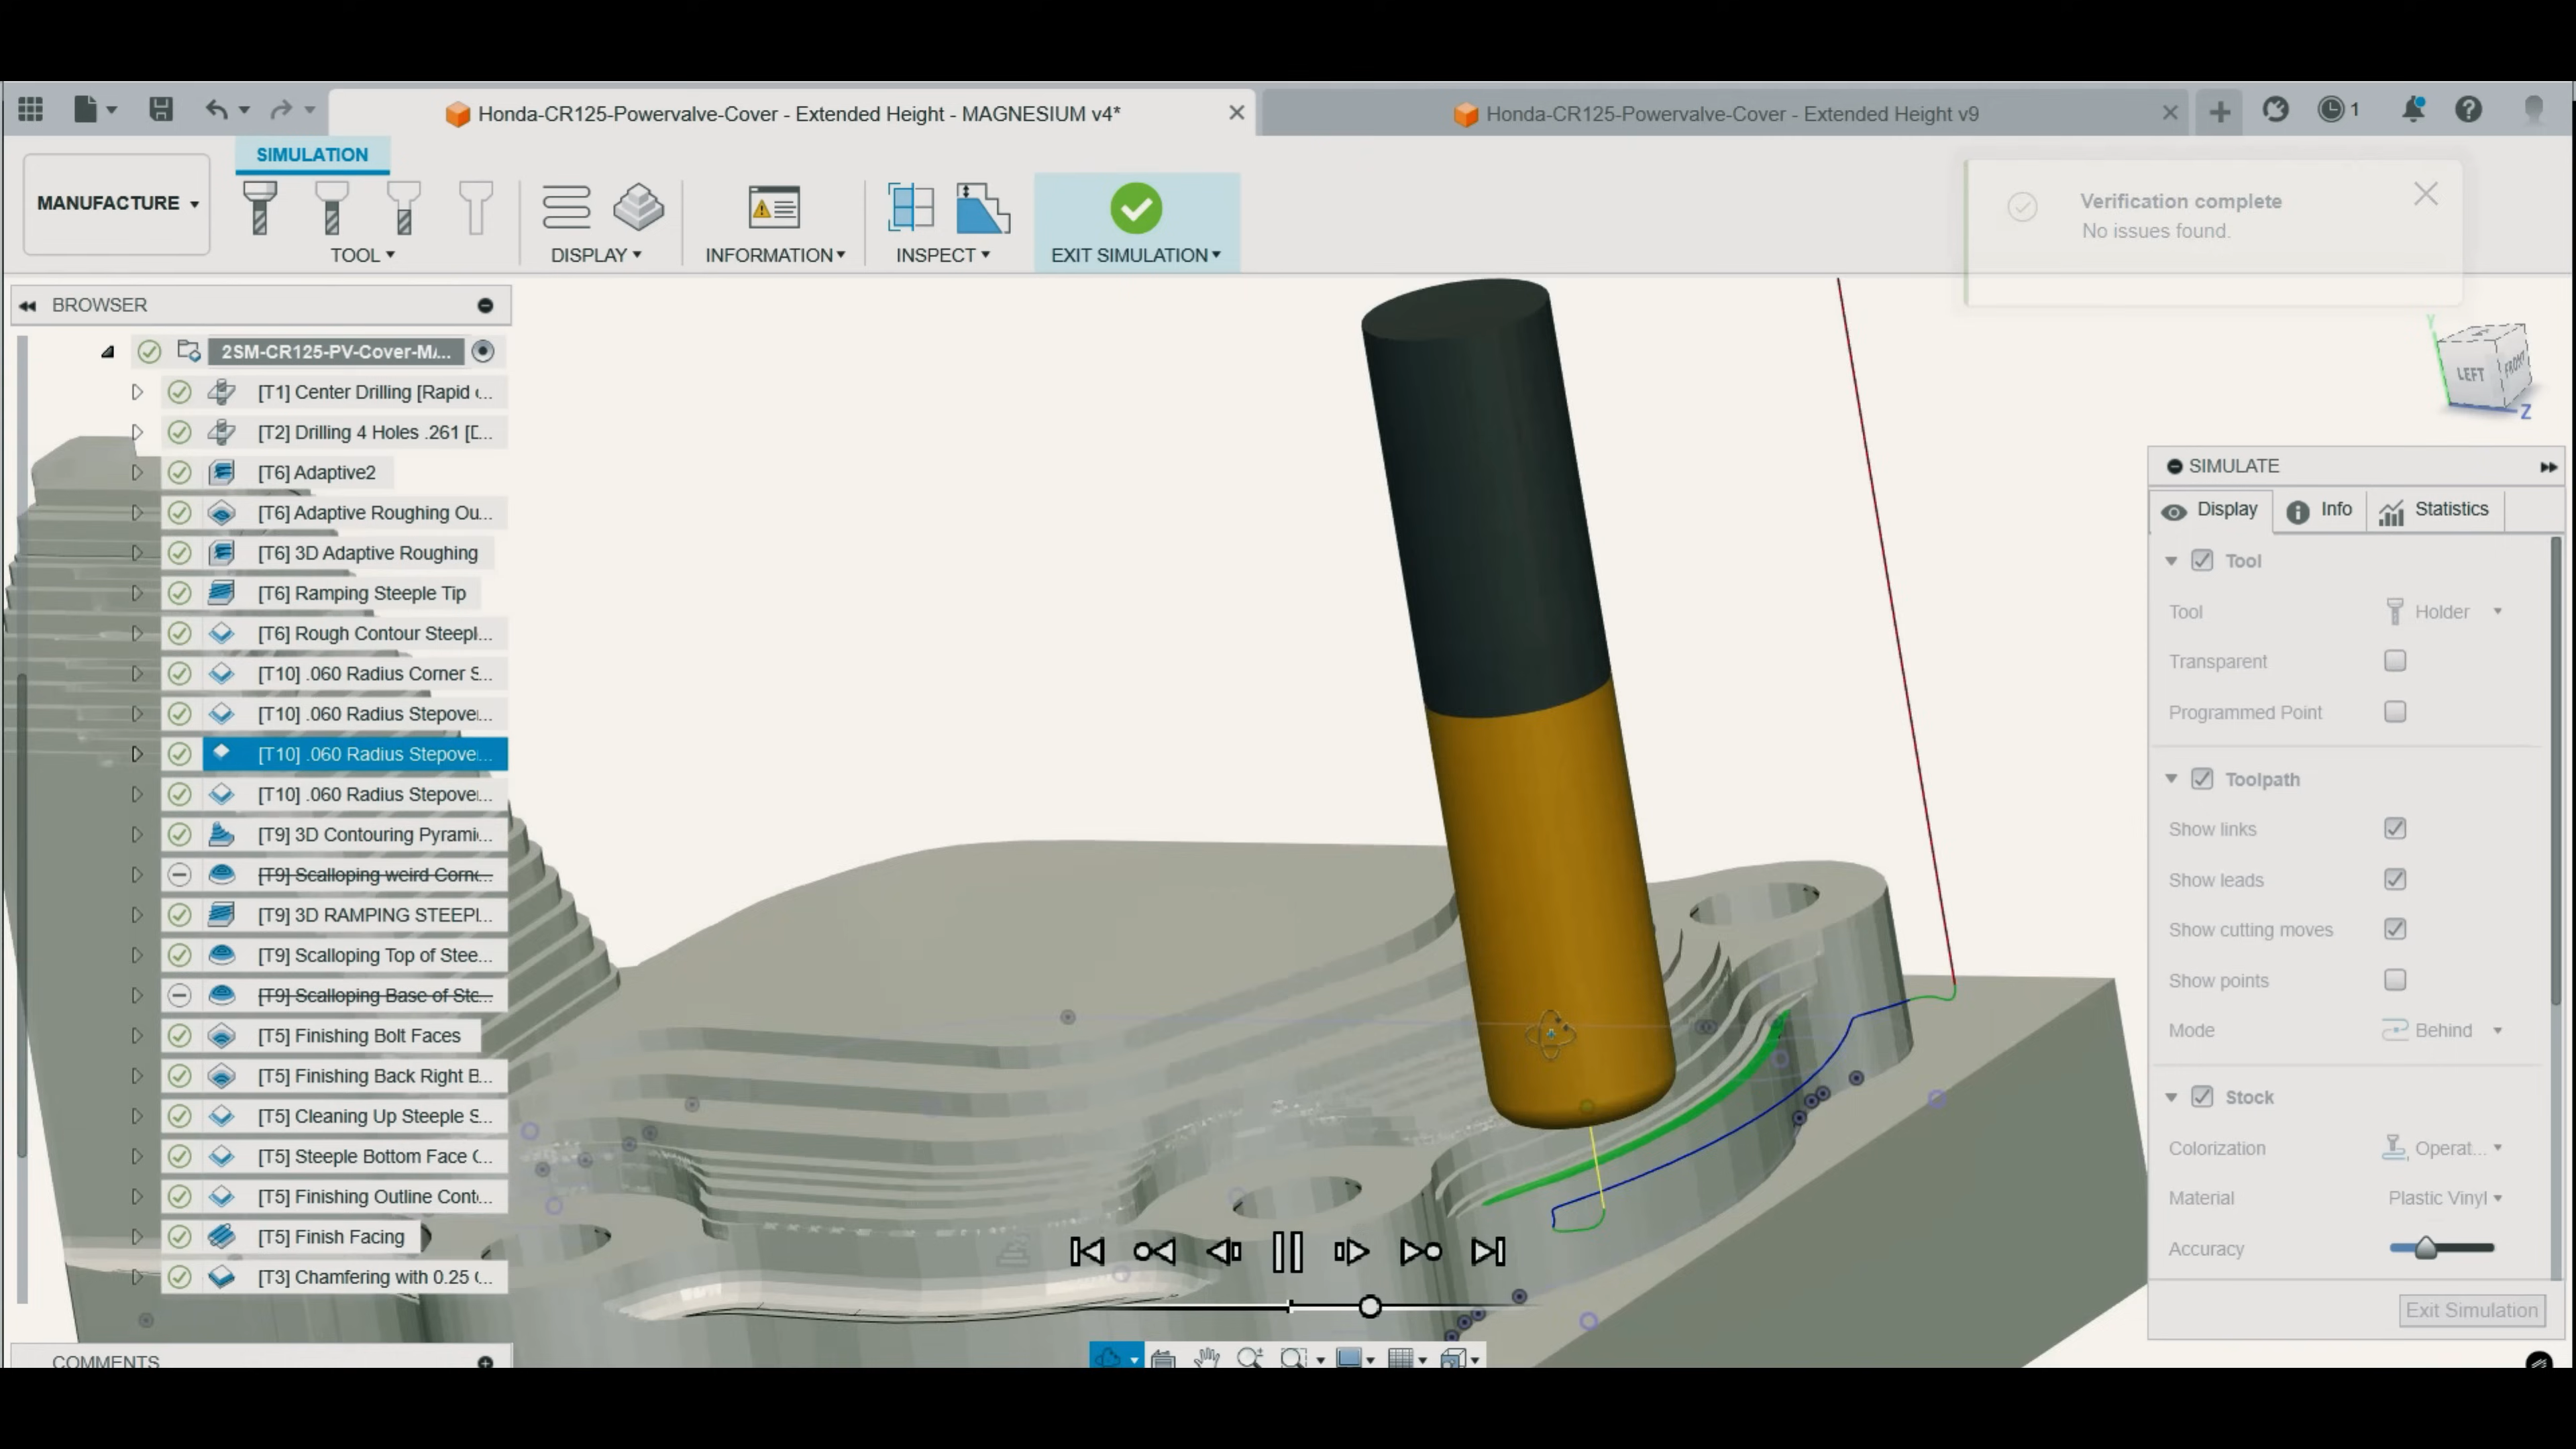 Honda-CR125-Powervalve-Cover - Extended Height - MAGNESIUM v4*
Honda-CR125-Powervalve-Cover - Extended Height v9
1
MANUFACTURE
SIMULATION
TOOL
DISPLAY
INFORMATION
INSPECT
EXIT SIMULATION
Verification complete
No issues found.
BROWSER
2SM-CR125-PV-Cover-MA...
[T1] Center Drilling [Rapid ...
[T2] Drilling 4 Holes .261 [D...
[T6] Adaptive2
[T6] Adaptive Roughing Ou...
[T6] 3D Adaptive Roughing
[T6] Ramping Steeple Tip
[T6] Rough Contour Steepl...
[T10] .060 Radius Corner S...
[T10] .060 Radius Stepove...
[T10] .060 Radius Stepove...
[T10] .060 Radius Stepove...
[T9] 3D Contouring Pyrami...
[T9] Scalloping weird Corne...
[T9] 3D RAMPING STEEPL...
[T9] Scalloping Top of Stee...
[T9] Scalloping Base of Ste...
[T5] Finishing Bolt Faces
[T5] Finishing Back Right B...
[T5] Cleaning Up Steeple S...
[T5] Steeple Bottom Face C...
[T5] Finishing Outline Cont...
[T5] Finish Facing
[T3] Chamfering with 0.25 ...
COMMENTS
Y
LEFT
FRONT
Z
SIMULATE
Display
Info
Statistics
Tool
Tool
Holder
Transparent
Programmed Point
Toolpath
Show links
Show leads
Show cutting moves
Show points
Mode
Behind
Stock
Colorization
Operat...
Material
Plastic Vinyl
Accuracy
Exit Simulation